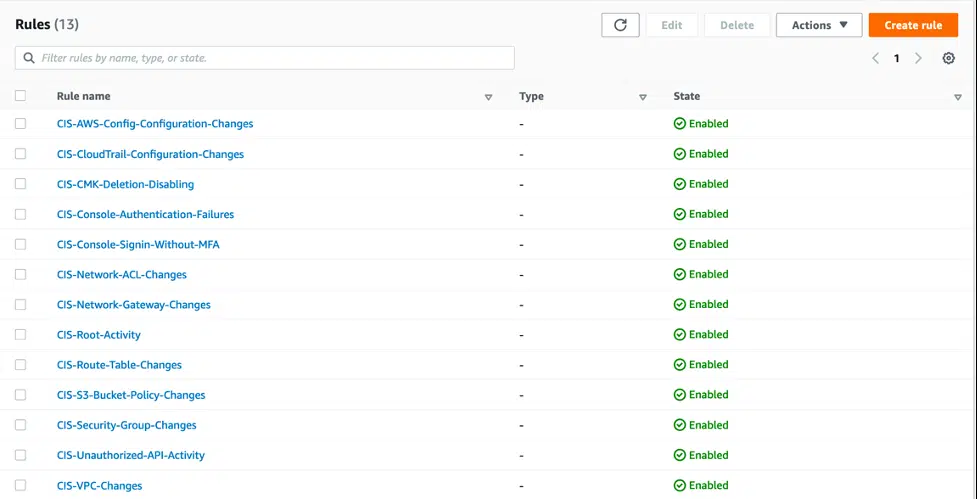 Rules (13) Edit Delete Actions Create rule
Filter rules by name, type, or state. 1
Rule name Type State
CIS-AWS-Config-Configuration-Changes - Enabled
CIS-CloudTrail-Configuration-Changes - Enabled
CIS-CMK-Deletion-Disabling - Enabled
CIS-Console-Authentication-Failures - Enabled
CIS-Console-Signin-Without-MFA - Enabled
CIS-Network-ACL-Changes - Enabled
CIS-Network-Gateway-Changes - Enabled
CIS-Root-Activity - Enabled
CIS-Route-Table-Changes - Enabled
CIS-S3-Bucket-Policy-Changes - Enabled
CIS-Security-Group-Changes - Enabled
CIS-Unauthorized-API-Activity - Enabled
CIS-VPC-Changes - Enabled